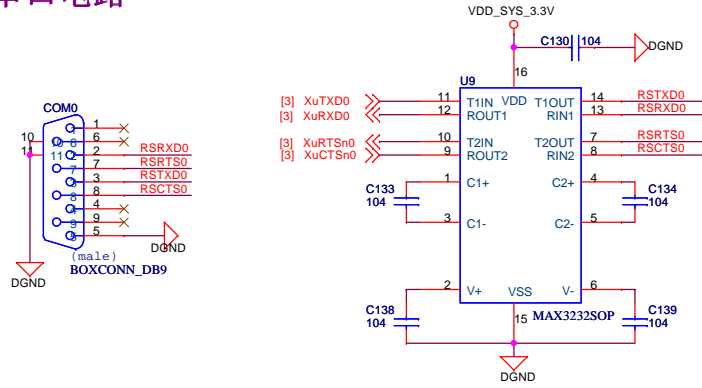 串口电路
VDD_SYS_3.3V
C130 104
DGND
16
U9
COM0
[3] XuTXD0 11 T1IN VDD T1OUT 14 RSTXD0
[3] XuRXD0 12 ROUT1 RIN1 13 RSRXD0
[3] XuRTSn0 10 T2IN T2OUT 7 RSRTS0
[3] XuCTSn0 9 ROUT2 RIN2 8 RSCTS0
1
10 6
11 2 RSRXD0
7 RSRTS0
3 RSTXD0
8 RSCTS0
4
9
5
DGND
(male)
BOXCONN_DB9
DGND
C133
104
1 C1+ C2+ 4
C134
104
3 C1- C2- 5
2 V+ VSS V- 6
C138
104
C139
104
15 MAX3232SOP
DGND